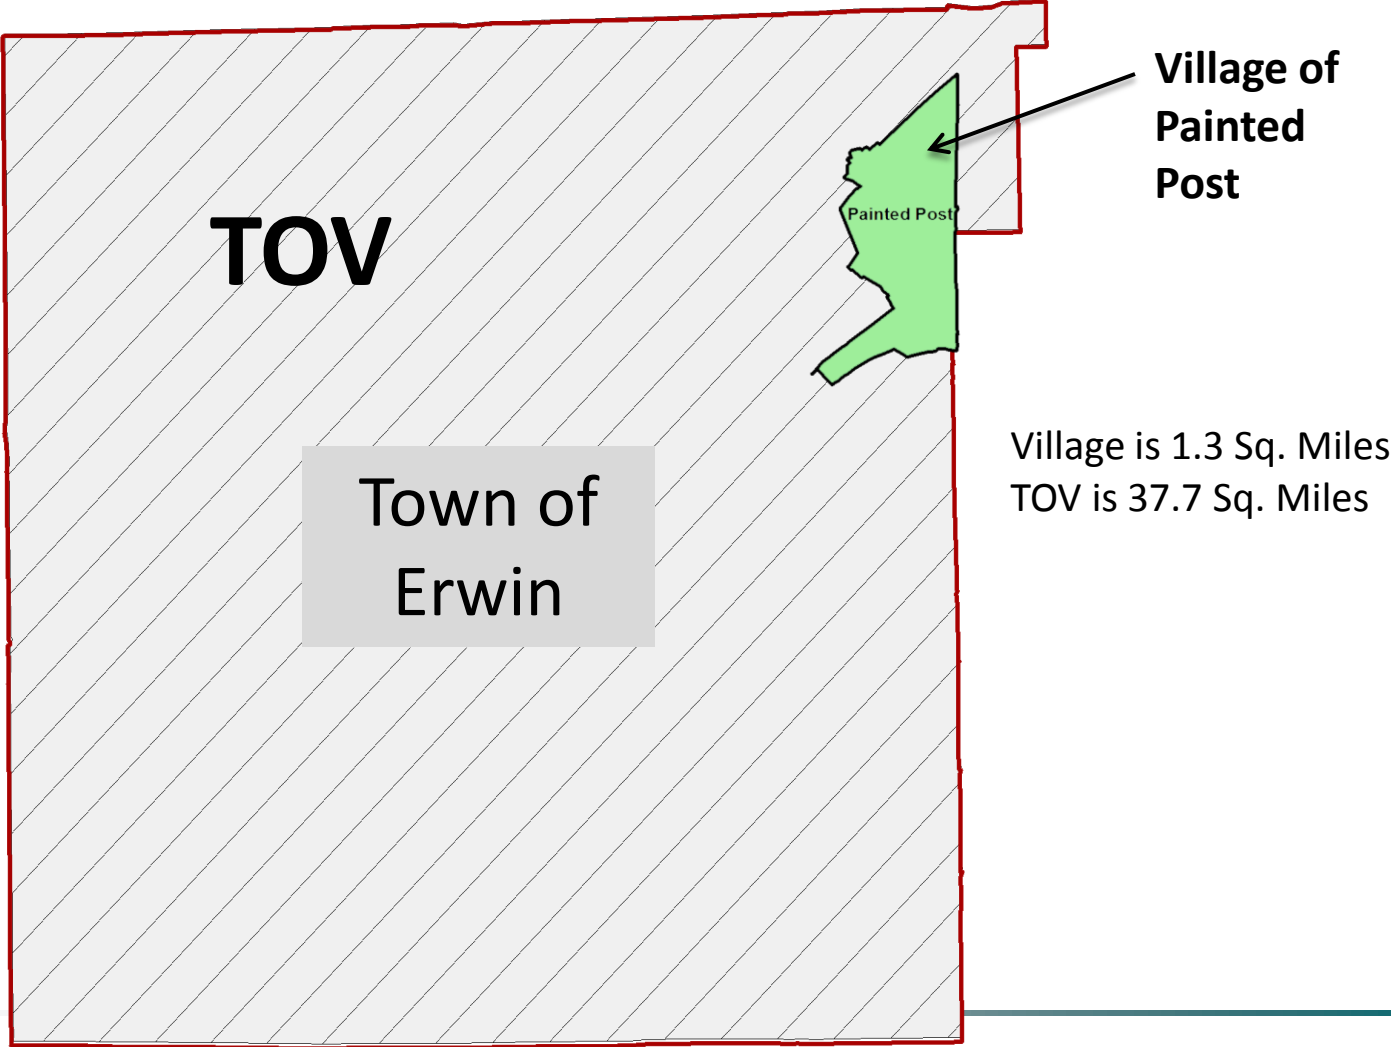 Village of
Painted
Post
TOV
Painted Post
Town of
Erwin
Village is 1.3 Sq. Miles
TOV is 37.7 Sq. Miles